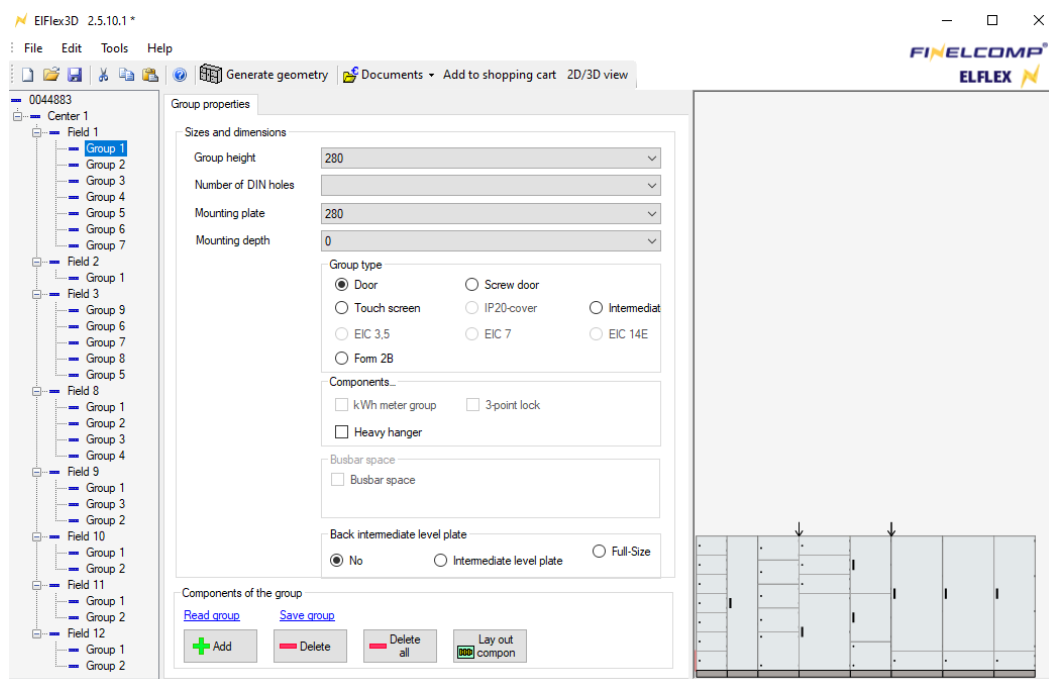 ElFlex3D 2.5.10.1 *
File Edit Tools Help
FINELCOMP®
ELFLEX
Generate geometry Documents Add to shopping cart 2D/3D view
0044883
Center 1
Field 1
Group 1
Group 2
Group 3
Group 4
Group 5
Group 6
Group 7
Field 2
Group 1
Field 3
Group 9
Group 6
Group 7
Group 8
Group 5
Field 8
Group 1
Group 2
Group 3
Group 4
Field 9
Group 1
Group 3
Group 2
Field 10
Group 1
Group 2
Field 11
Group 1
Group 2
Field 12
Group 1
Group 2
Group properties
Sizes and dimensions
Group height 280
Number of DIN holes
Mounting plate 280
Mounting depth 0
Group type
Door Screw door
Touch screen IP20-cover Intermediat
EIC 3,5 EIC 7 EIC 14E
Form 2B
Components...
kWh meter group 3-point lock
Heavy hanger
Busbar space
Busbar space
Back intermediate level plate
No Intermediate level plate Full-Size
Components of the group
Read group Save group
Add Delete Delete all Lay out compon